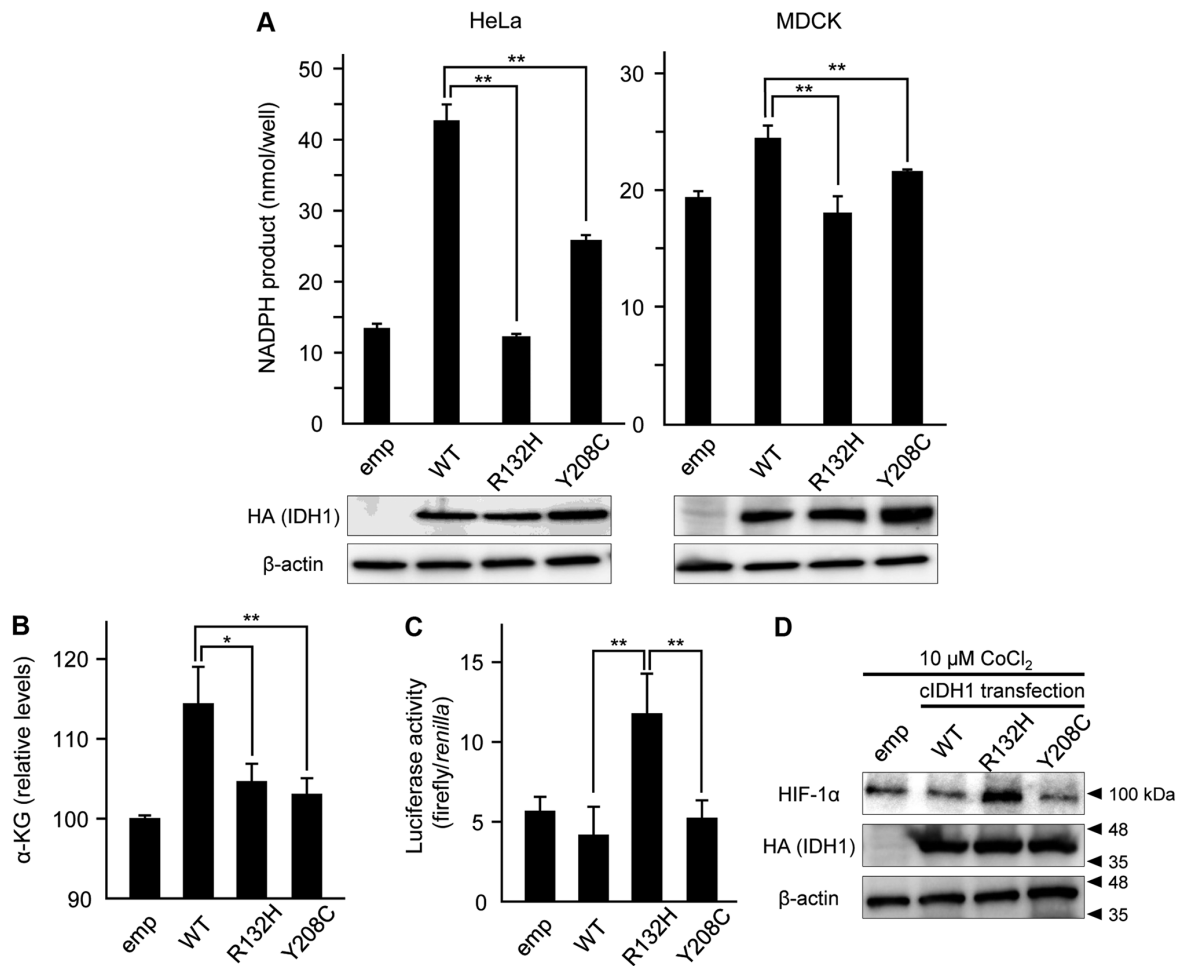 A
HeLa
MDCK
NADPH product (nmol/well)
50
40
30
20
10
0
**
**
emp
WT
R132H
Y208C
30
20
10
0
**
**
emp
WT
R132H
Y208C
HA (IDH1)
β-actin
B
α-KG (relative levels)
120
110
100
90
**
*
emp
WT
R132H
Y208C
C
Luciferase activity
(firefly/renilla)
15
10
5
0
**
**
emp
WT
R132H
Y208C
D
10 µM CoCl₂
cIDH1 transfection
emp
WT
R132H
Y208C
HIF-1α
100 kDa
HA (IDH1)
48
35
β-actin
48
35